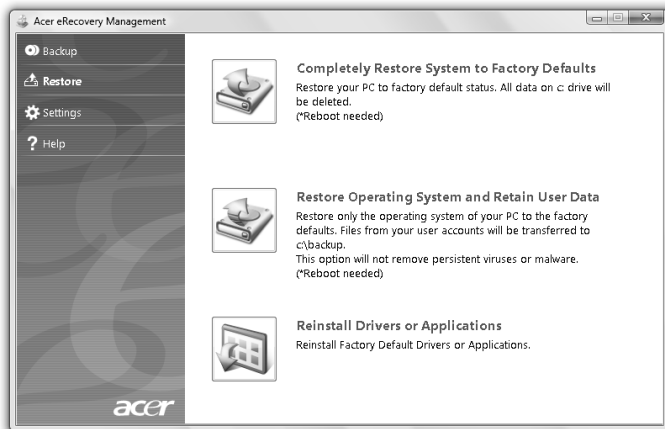 Acer eRecovery Management
Backup
Restore
Settings
Help
Completely Restore System to Factory Defaults
Restore your PC to factory default status. All data on c: drive will
be deleted.
(*Reboot needed)
Restore Operating System and Retain User Data
Restore only the operating system of your PC to the factory
defaults. Files from your user accounts will be transferred to
c:\backup.
This option will not remove persistent viruses or malware.
(*Reboot needed)
Reinstall Drivers or Applications
Reinstall Factory Default Drivers or Applications.
acer